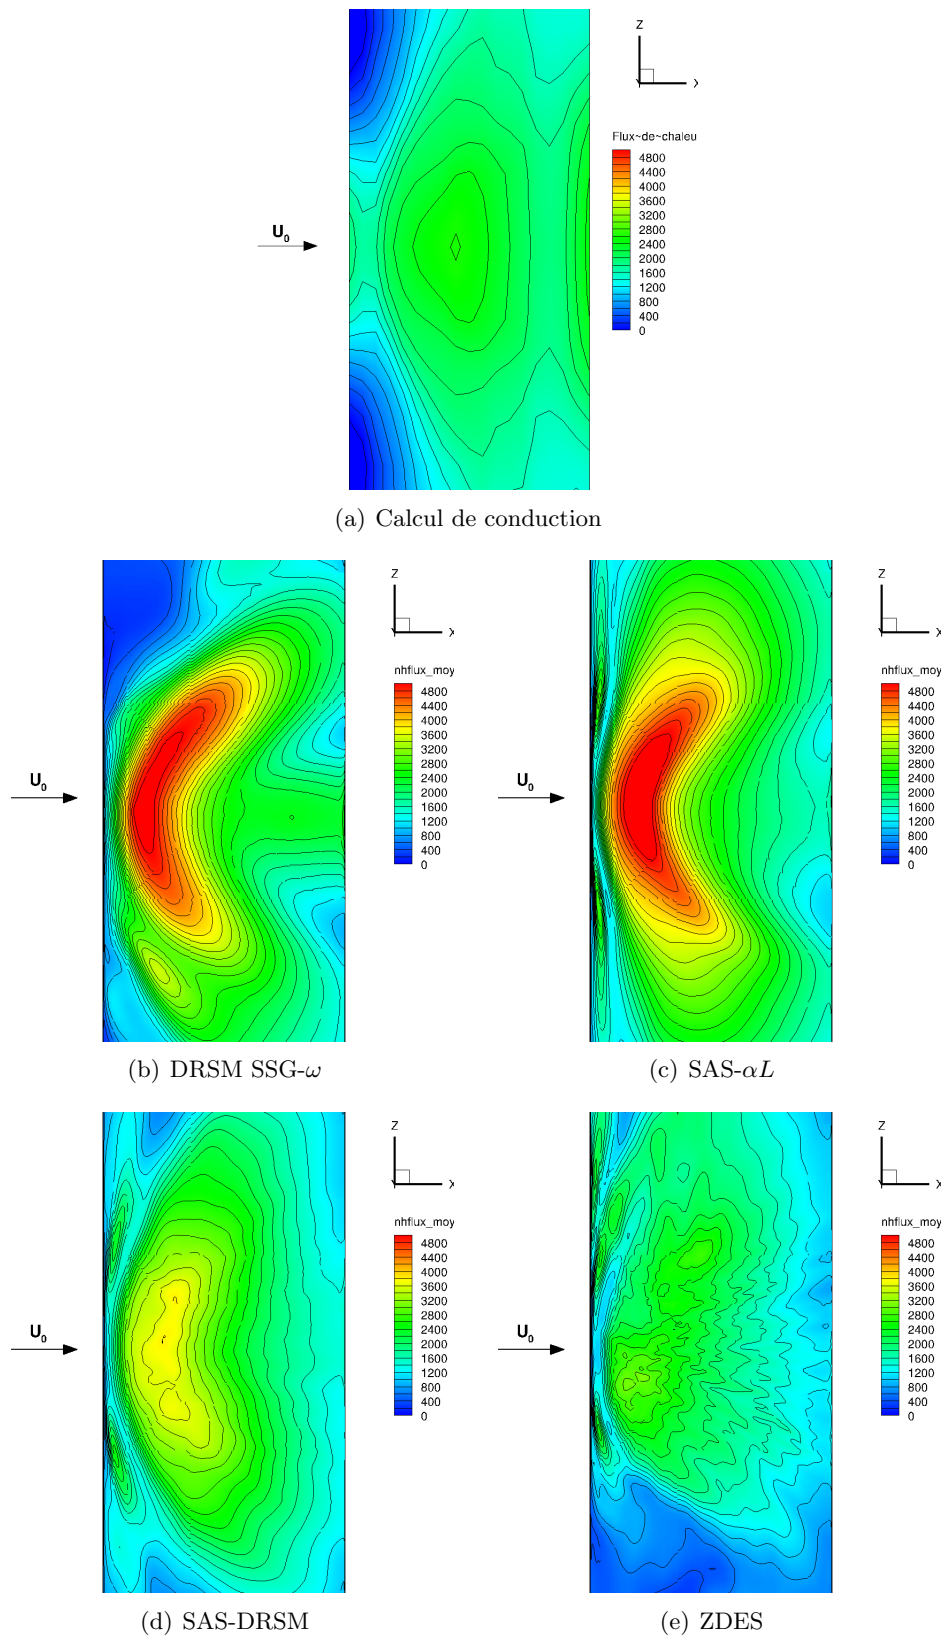 Z
X
Flux~de~chaleu
4800
4400
4000
3600
3200
2800
2400
2000
1600
1200
800
400
0
U0
(a) Calcul de conduction
Z
X
nhflux_moy
4800
4400
4000
3600
3200
2800
2400
2000
1600
1200
800
400
0
U0
(b) DRSM SSG-ω
Z
X
nhflux_moy
4800
4400
4000
3600
3200
2800
2400
2000
1600
1200
800
400
0
U0
(c) SAS-αL
Z
X
nhflux_moy
4800
4400
4000
3600
3200
2800
2400
2000
1600
1200
800
400
0
U0
(d) SAS-DRSM
Z
X
nhflux_moy
4800
4400
4000
3600
3200
2800
2400
2000
1600
1200
800
400
0
U0
(e) ZDES